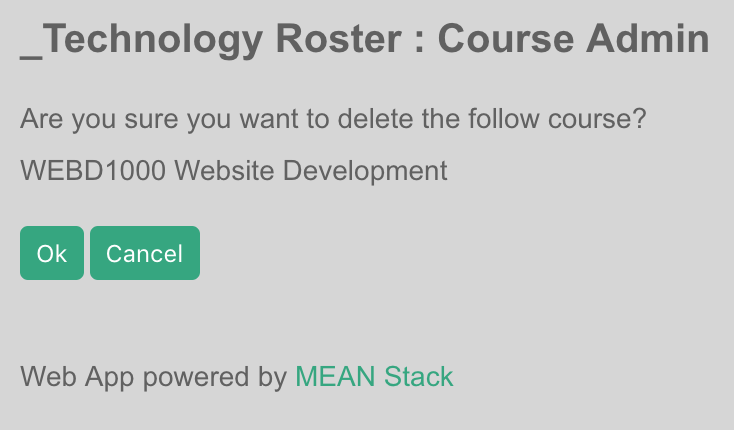 _Technology Roster : Course Admin
Are you sure you want to delete the follow course?
WEBD1000 Website Development
Ok Cancel
Web App powered by MEAN Stack